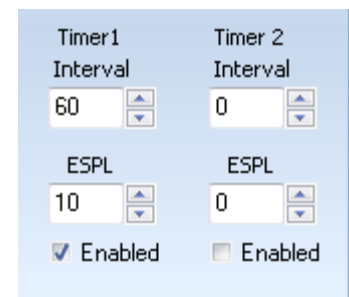 Timer1 Timer 2
Interval Interval
60 0
ESPL ESPL
10 0
Enabled Enabled